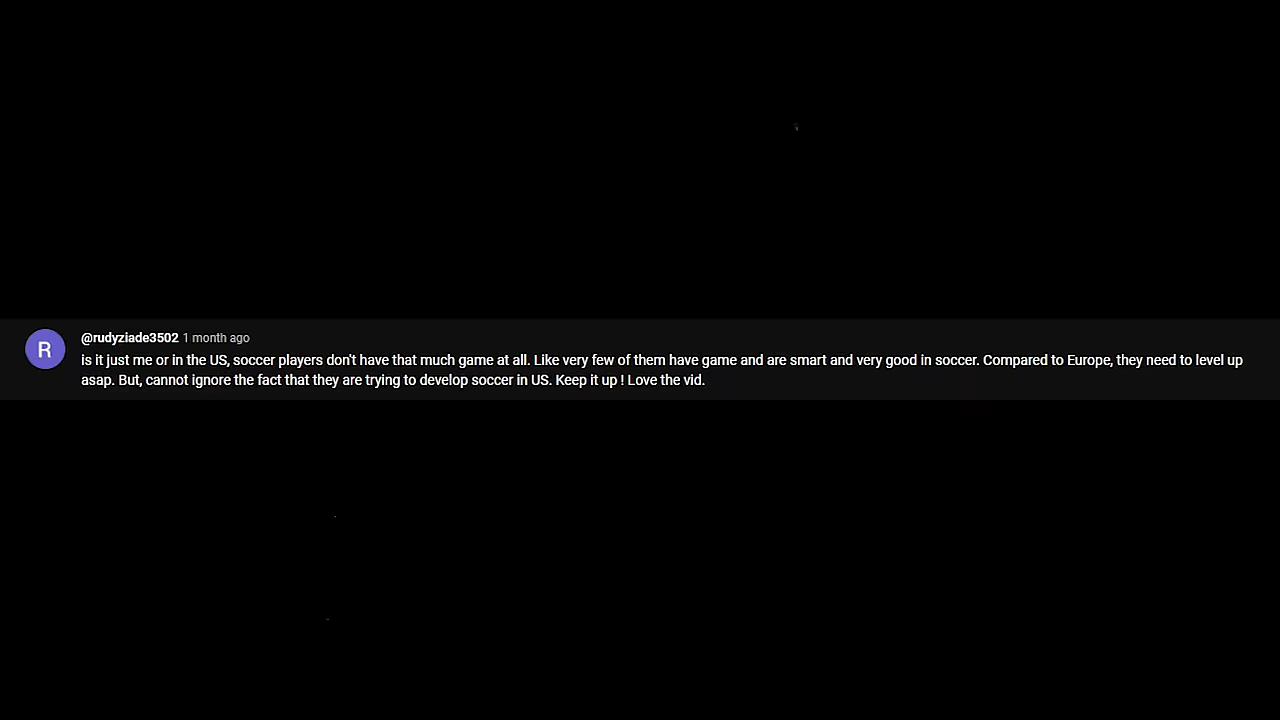 R
@rudyziade3502 1 month ago
is it just me or in the US, soccer players don't have that much game at all. Like very few of them have game and are smart and very good in soccer. Compared to Europe, they need to level up
asap. But, cannot ignore the fact that they are trying to develop soccer in US. Keep it up ! Love the vid.